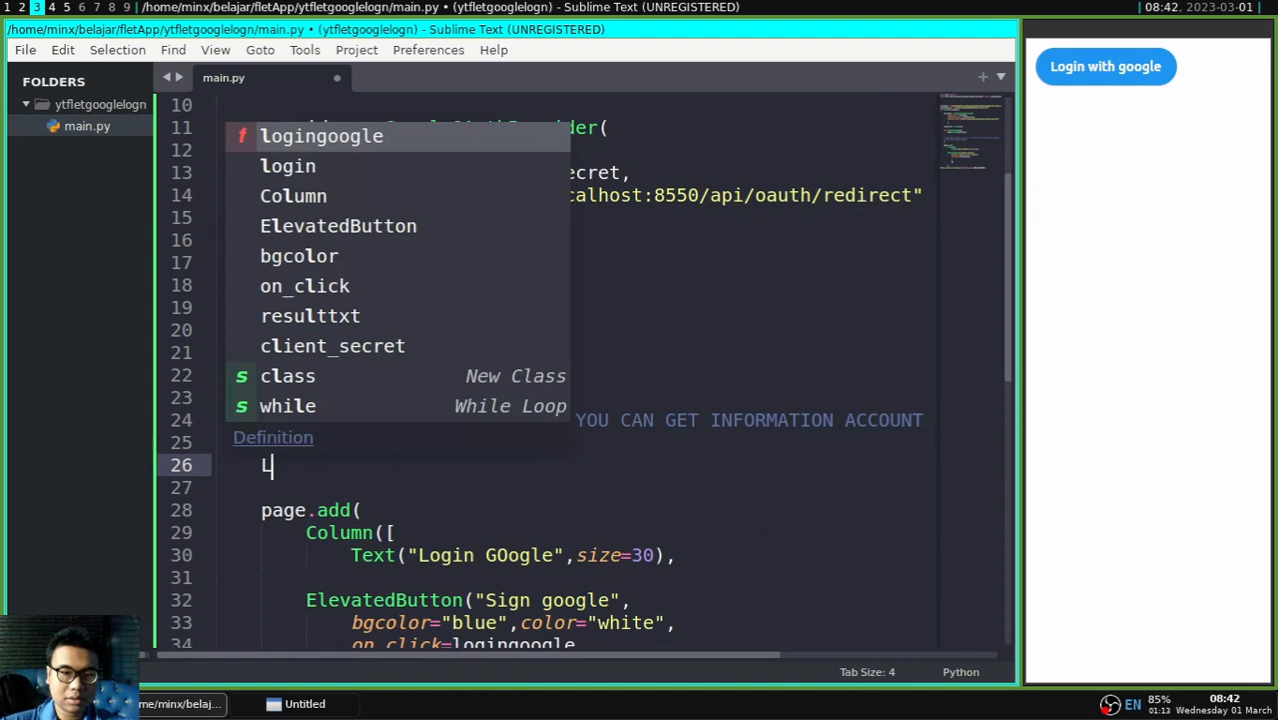 1 2 3 4 5 6 7 8 9 /home/minx/belajar/fletApp/ytfletgooglelogn/main.py • (ytfletgooglelogn) - Sublime Text (UNREGISTERED) 08:42, 2023-03-01
/home/minx/belajar/fletApp/ytfletgooglelogn/main.py • (ytfletgooglelogn) - Sublime Text (UNREGISTERED)
File Edit Selection Find View Goto Tools Project Preferences Help
FOLDERS
ytfletgooglelogn
main.py
main.py
10
11 der(
12
13 ecret,
14 calhost:8550/api/oauth/redirect"
15
16
17
18
19
20
21
22
23
24 YOU CAN GET INFORMATION ACCOUNT
25
26 L
27
28 page.add(
29 Column([
30 Text("Login GOogle",size=30),
31
32 ElevatedButton("Sign google",
33 bgcolor="blue",color="white",
34 on_click=logingoogle
f logingoogle
login
Column
ElevatedButton
bgcolor
on_click
resulttxt
client_secret
s class New Class
s while While Loop
Definition
Tab Size: 4 Python
Login with google
me/minx/belaj... Untitled
EN 85% 01:13 08:42 Wednesday 01 March